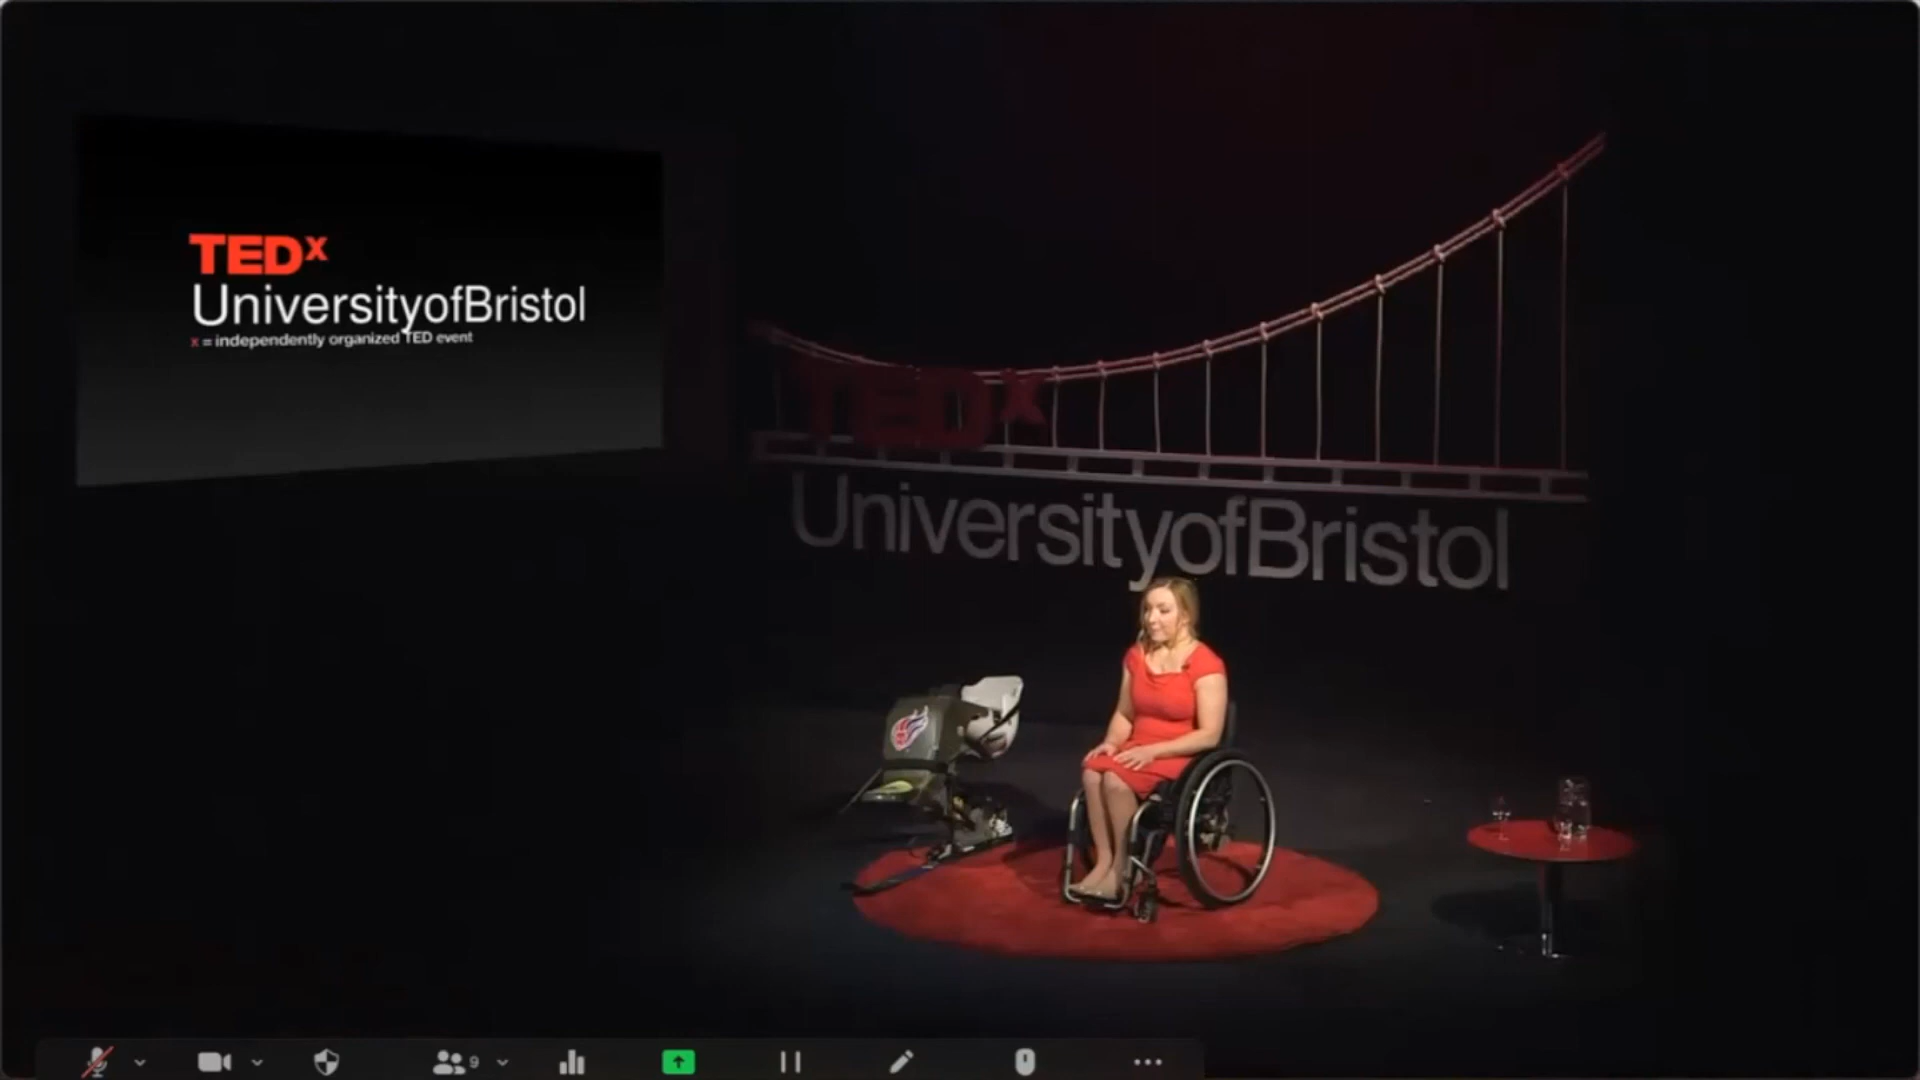 TEDx
UniversityofBristol
x = independently organized TED event
TEDx
UniversityofBristol
9